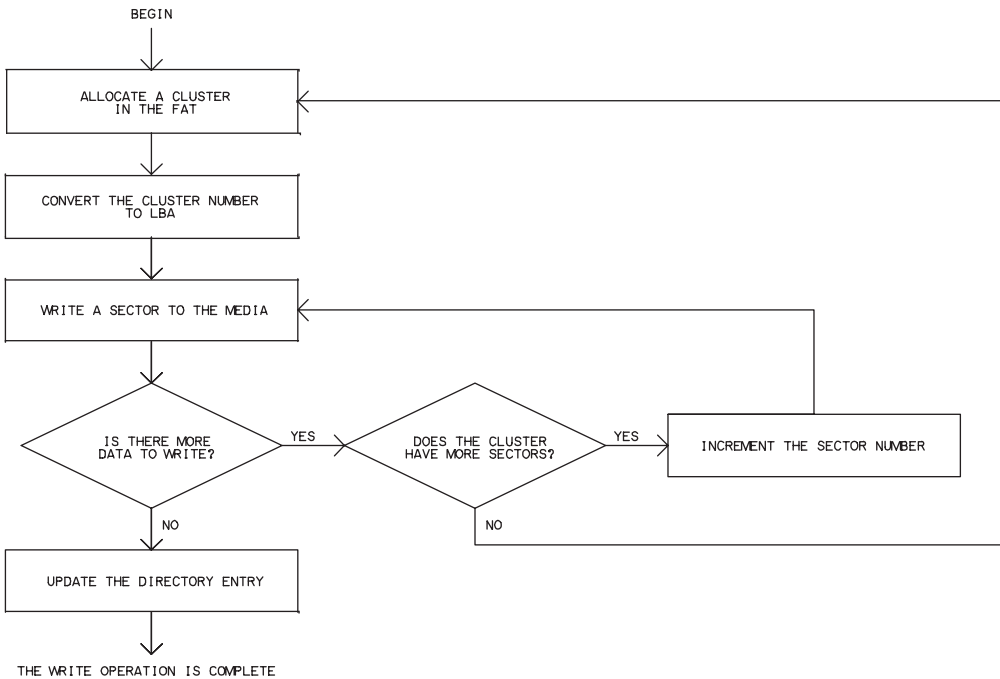 BEGIN
ALLOCATE A CLUSTER
IN THE FAT
CONVERT THE CLUSTER NUMBER
TO LBA
WRITE A SECTOR TO THE MEDIA
IS THERE MORE
DATA TO WRITE?
YES
DOES THE CLUSTER
HAVE MORE SECTORS?
YES
INCREMENT THE SECTOR NUMBER
NO
NO
UPDATE THE DIRECTORY ENTRY
THE WRITE OPERATION IS COMPLETE